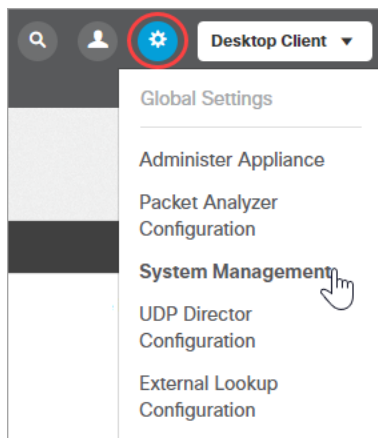 Desktop Client
Global Settings
Administer Appliance
Packet Analyzer
Configuration
System Management
UDP Director
Configuration
External Lookup
Configuration